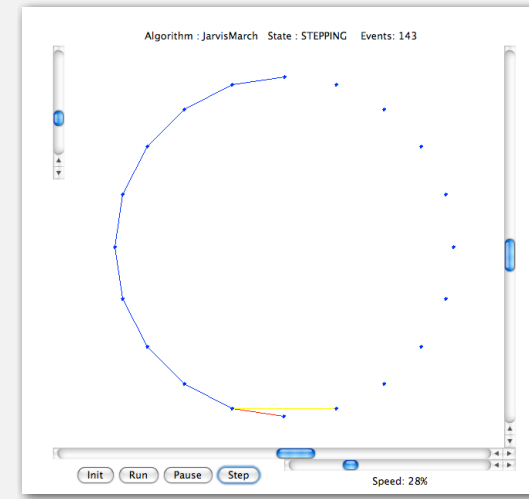 Algorithm : JarvisMarch State : STEPPING Events: 143
Init Run Pause Step
Speed: 28%